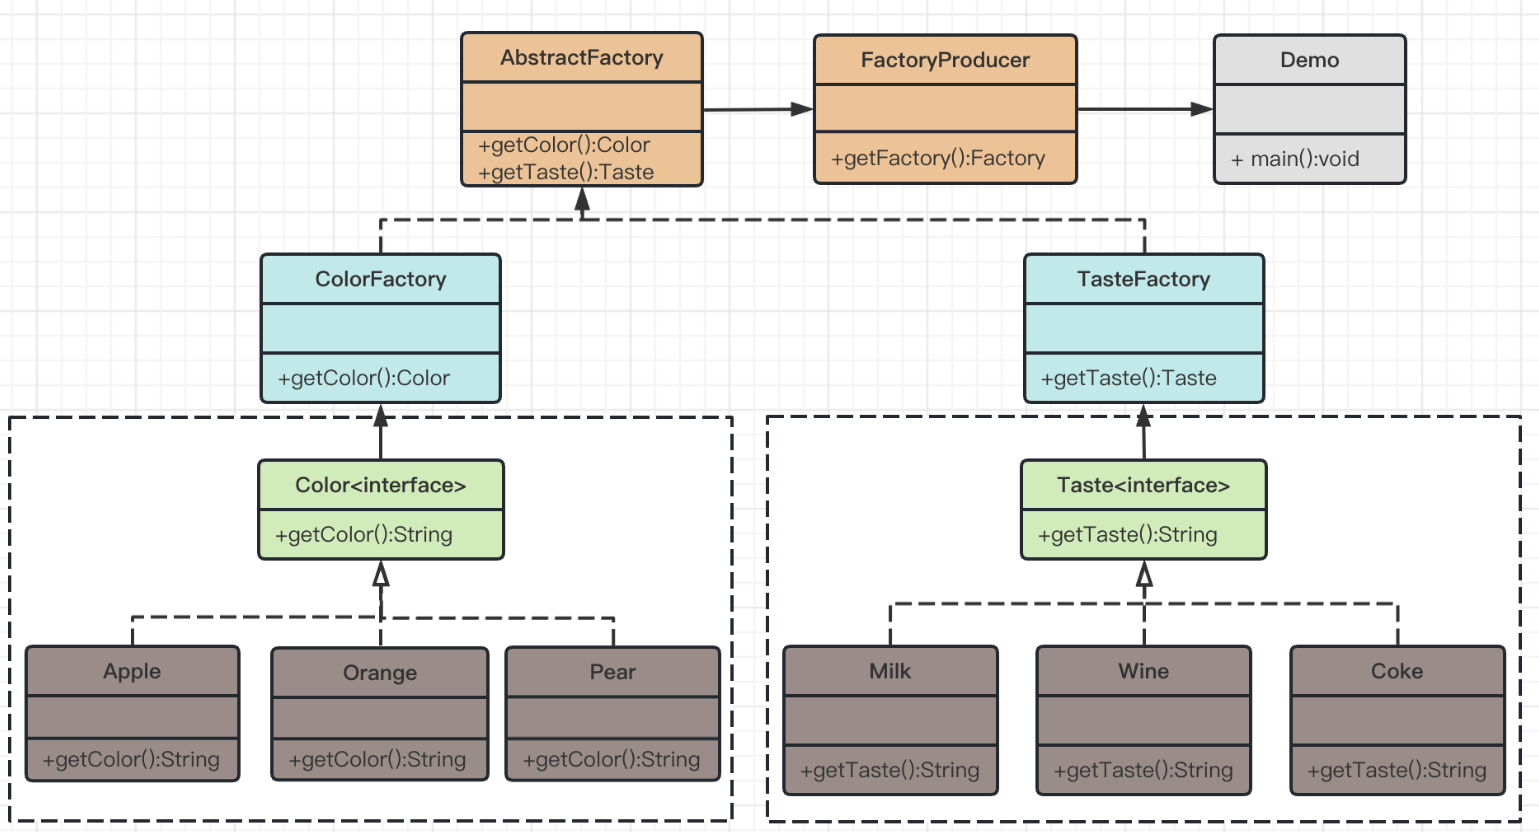 AbstractFactory
+getColor():Color
+getTaste():Taste
FactoryProducer
+getFactory():Factory
Demo
+ main():void
ColorFactory
+getColor():Color
TasteFactory
+getTaste():Taste
Color<interface>
+getColor():String
Taste<interface>
+getTaste():String
Apple
+getColor():String
Orange
+getColor():String
Pear
+getColor():String
Milk
+getTaste():String
Wine
+getTaste():String
Coke
+getTaste():String